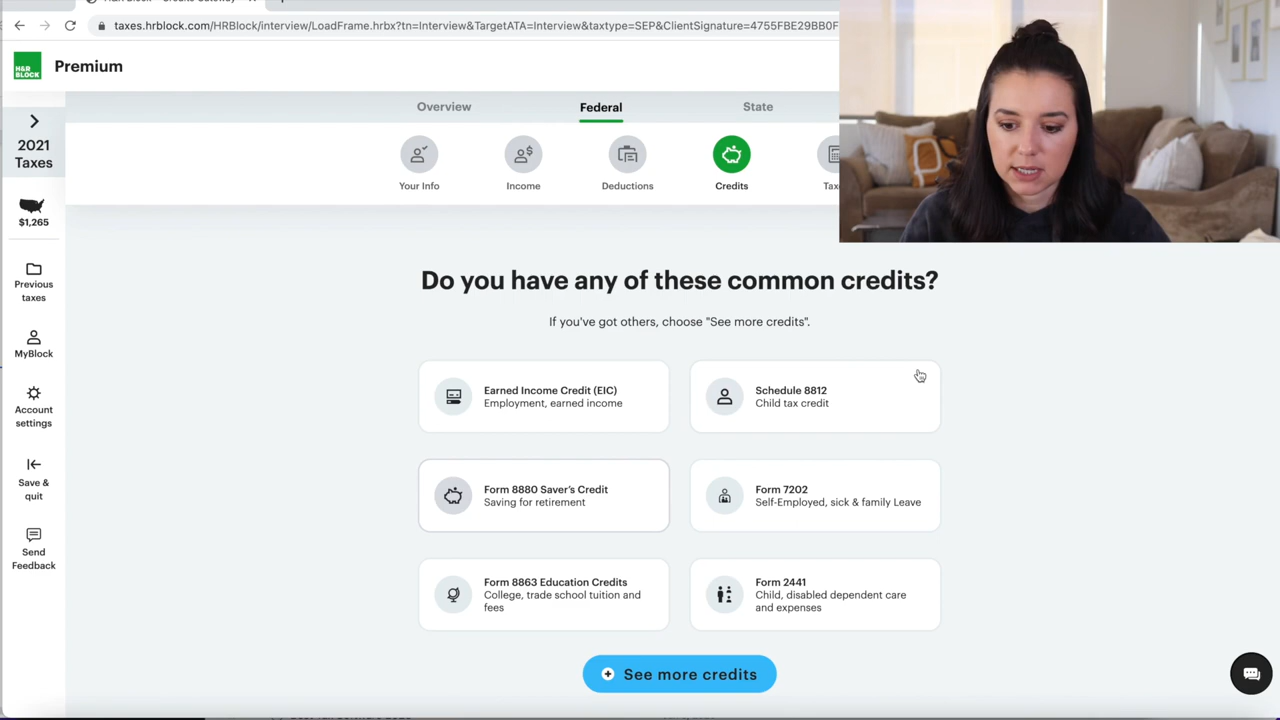 taxes.hrblock.com/HRBlock/interview/LoadFrame.hrbx?tn=Interview&TargetATA=Interview&taxtype=SEP&ClientSignature=4755FBE29BB0F
H&R BLOCK
Premium
Overview
Federal
State
2021 Taxes
Your Info
Income
Deductions
Credits
$1,265
Do you have any of these common credits?
If you've got others, choose "See more credits".
Previous taxes
MyBlock
Account settings
Save & quit
Send Feedback
Earned Income Credit (EIC)
Employment, earned income
Schedule 8812
Child tax credit
Form 8880 Saver's Credit
Saving for retirement
Form 7202
Self-Employed, sick & family Leave
Form 8863 Education Credits
College, trade school tuition and
fees
Form 2441
Child, disabled dependent care
and expenses
See more credits